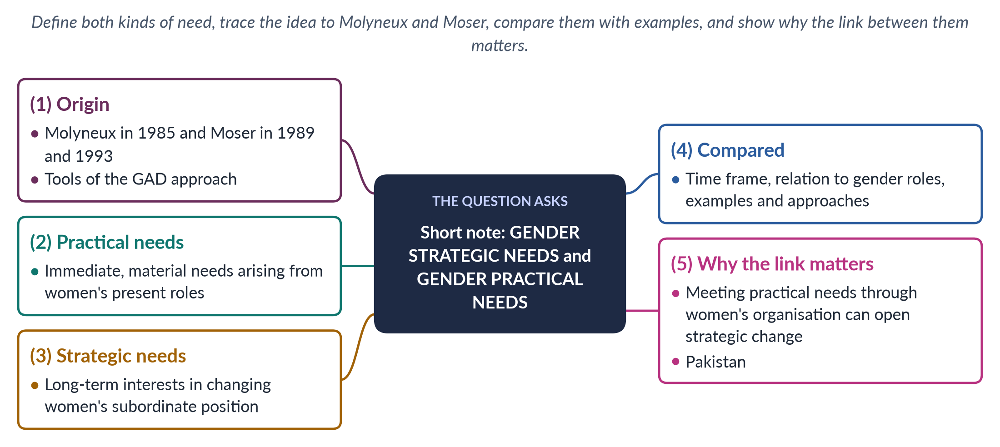 Define both kinds of need, trace the idea to Molyneux and Moser, compare them with examples, and show why the link between them
matters.
(1) Origin
• Molyneux in 1985 and Moser in 1989
and 1993
• Tools of the GAD approach
(2) Practical needs
• Immediate, material needs arising from
women's present roles
(3) Strategic needs
• Long-term interests in changing
women's subordinate position
THE QUESTION ASKS
Short note: GENDER
STRATEGIC NEEDS and
GENDER PRACTICAL
NEEDS
(4) Compared
• Time frame, relation to gender roles,
examples and approaches
(5) Why the link matters
• Meeting practical needs through
women's organisation can open
strategic change
• Pakistan